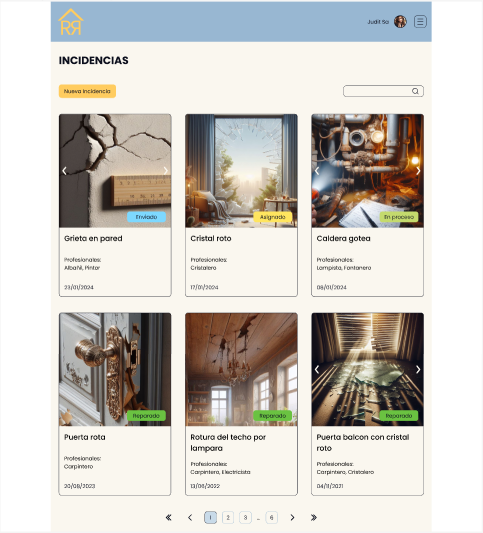 RR
Judit Sa
INCIDENCIAS
Nueva Incidencia
Enviado
Asignado
En proceso
Grieta en pared
Cristal roto
Caldera gotea
Profesionales:
Albañil, Pintor
Profesionales:
Cristalero
Profesionales:
Lampista, Fontanero
23/01/2024
17/01/2024
08/01/2024
Reparado
Reparado
Reparado
Puerta rota
Rotura del techo por
lampara
Puerta balcon con cristal
roto
Profesionales:
Carpintero
Profesionales:
Carpintero, Electricista
Profesionales:
Carpintero, Cristalero
20/08/2023
13/06/2022
04/11/2021
1 2 3 ... 6